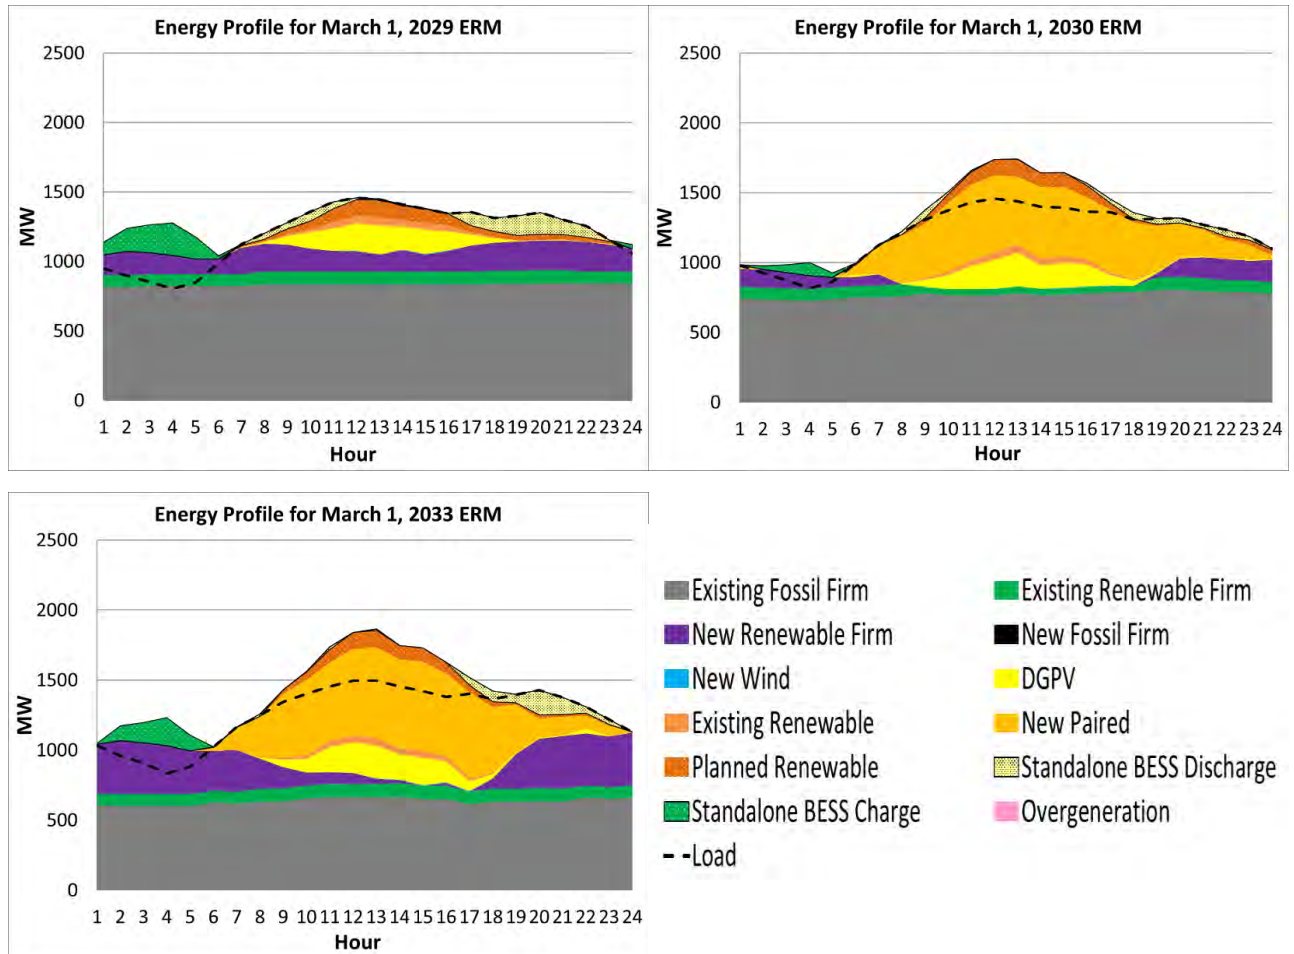 Energy Profile for March 1, 2029 ERM
2500
2000
1500
1000
500
0
MW
1 2 3 4 5 6 7 8 9 10 11 12 13 14 15 16 17 18 19 20 21 22 23 24
Hour
Energy Profile for March 1, 2030 ERM
2500
2000
1500
1000
500
0
MW
1 2 3 4 5 6 7 8 9 10 11 12 13 14 15 16 17 18 19 20 21 22 23 24
Hour
Energy Profile for March 1, 2033 ERM
2500
2000
1500
1000
500
0
MW
1 2 3 4 5 6 7 8 9 10 11 12 13 14 15 16 17 18 19 20 21 22 23 24
Hour
Existing Fossil Firm
Existing Renewable Firm
New Renewable Firm
New Fossil Firm
New Wind
DGPV
Existing Renewable
New Paired
Planned Renewable
Standalone BESS Discharge
Standalone BESS Charge
Overgeneration
Load